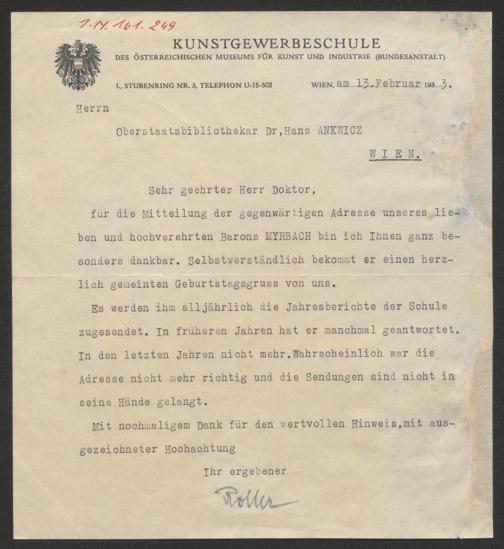 I.N. 161.249
KUNSTGEWERBESCHULE
DES ÖSTERREICHISCHEN MUSEUMS FÜR KUNST UND INDUSTRIE (BUNDESANSTALT)
I., STUBENRING NR. 3, TELEPHON U-15-502 WIEN, am 13.Februar 1933.
Herrn
Oberstaatsbibliothekar Dr,Hans ANKWICZ
WIEN.
Sehr geehrter Herr Doktor,
für die Mitteilung der gegenwärtigen Adresse unseres lie-
ben und hochverehrten Barons MYRBACH bin ich Ihnen ganz be-
sonders dankbar. Selbstverständlich bekommt er einen herz-
lich gemeinten Geburtstagsgruss von uns.
Es werden ihm alljährlich die Jahresberichte der Schule
zugesendet. In früheren Jahren hat er manchmal geantwortet.
In den letzten Jahren nicht mehr.Wahrscheinlich war die
Adresse nicht mehr richtig und die Sendungen sind nicht in
seine Hände gelangt.
Mit nochmaligem Dank für den wertvollen Hinweis,mit aus-
gezeichneter Hochachtung
Ihr ergebener
Roller